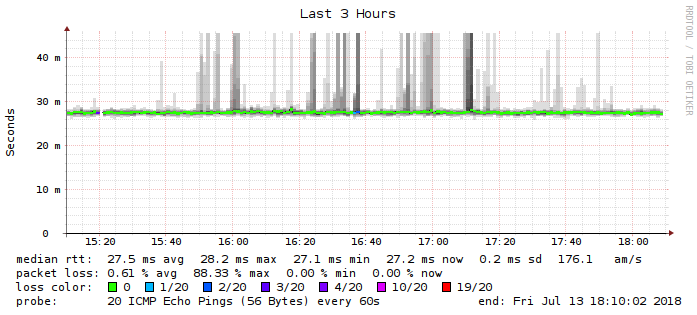 Last 3 Hours
RRDTOOL / TOBI OETIKER
Seconds
40 m
30 m
20 m
10 m
0
15:20 15:40 16:00 16:20 16:40 17:00 17:20 17:40 18:00
median rtt: 27.5 ms avg 28.2 ms max 27.1 ms min 27.2 ms now 0.2 ms sd 176.1 am/s
packet loss: 0.61 % avg 88.33 % max 0.00 % min 0.00 % now
loss color: 0 1/20 2/20 3/20 4/20 10/20 19/20
probe: 20 ICMP Echo Pings (56 Bytes) every 60s end: Fri Jul 13 18:10:02 2018